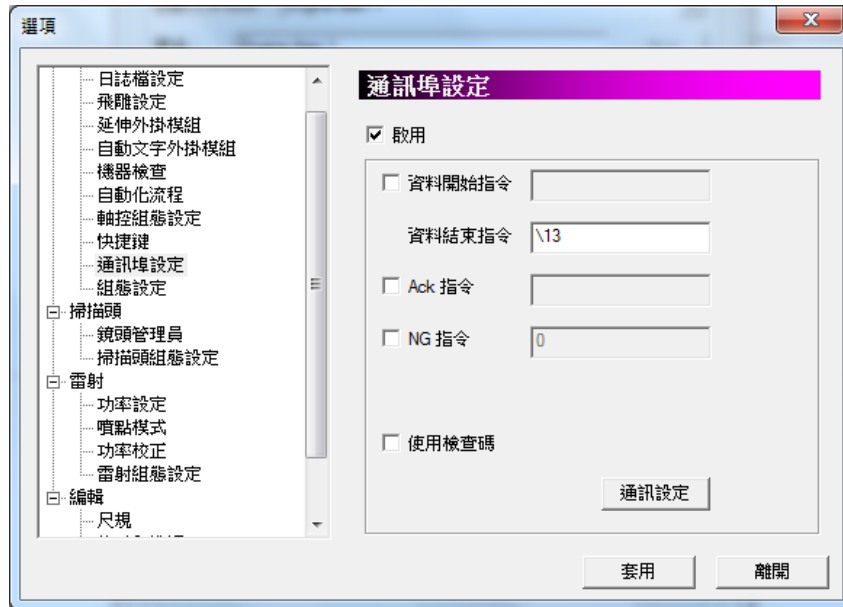 選項
日誌檔設定
飛雕設定
延伸外掛模組
自動文字外掛模組
機器檢查
自動化流程
軸控組態設定
快捷鍵
通訊埠設定
組態設定
掃描頭
鏡頭管理員
掃描頭組態設定
雷射
功率設定
噴點模式
功率校正
雷射組態設定
編輯
尺規
通訊埠設定
啟用
資料開始指令
資料結束指令 \13
Ack 指令
NG 指令 0
使用檢查碼
通訊設定
套用 離開